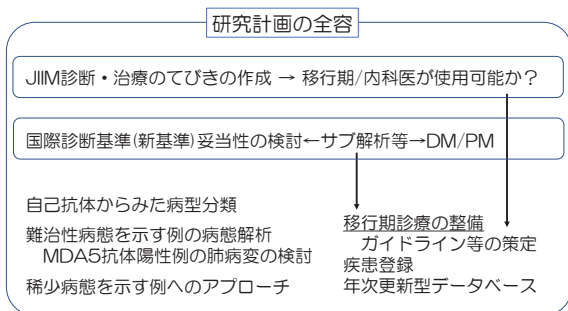 研究計画の全容
JIIM診断・治療のてびきの作成 → 移行期/内科医が使用可能か？
国際診断基準(新基準)妥当性の検討←サブ解析等→DM/PM
自己抗体からみた病型分類
難治性病態を示す例の病態解析
MDA5抗体陽性例の肺病変の検討
稀少病態を示す例へのアプローチ
移行期診療の整備
ガイドライン等の策定
疾患登録
年次更新型データベース